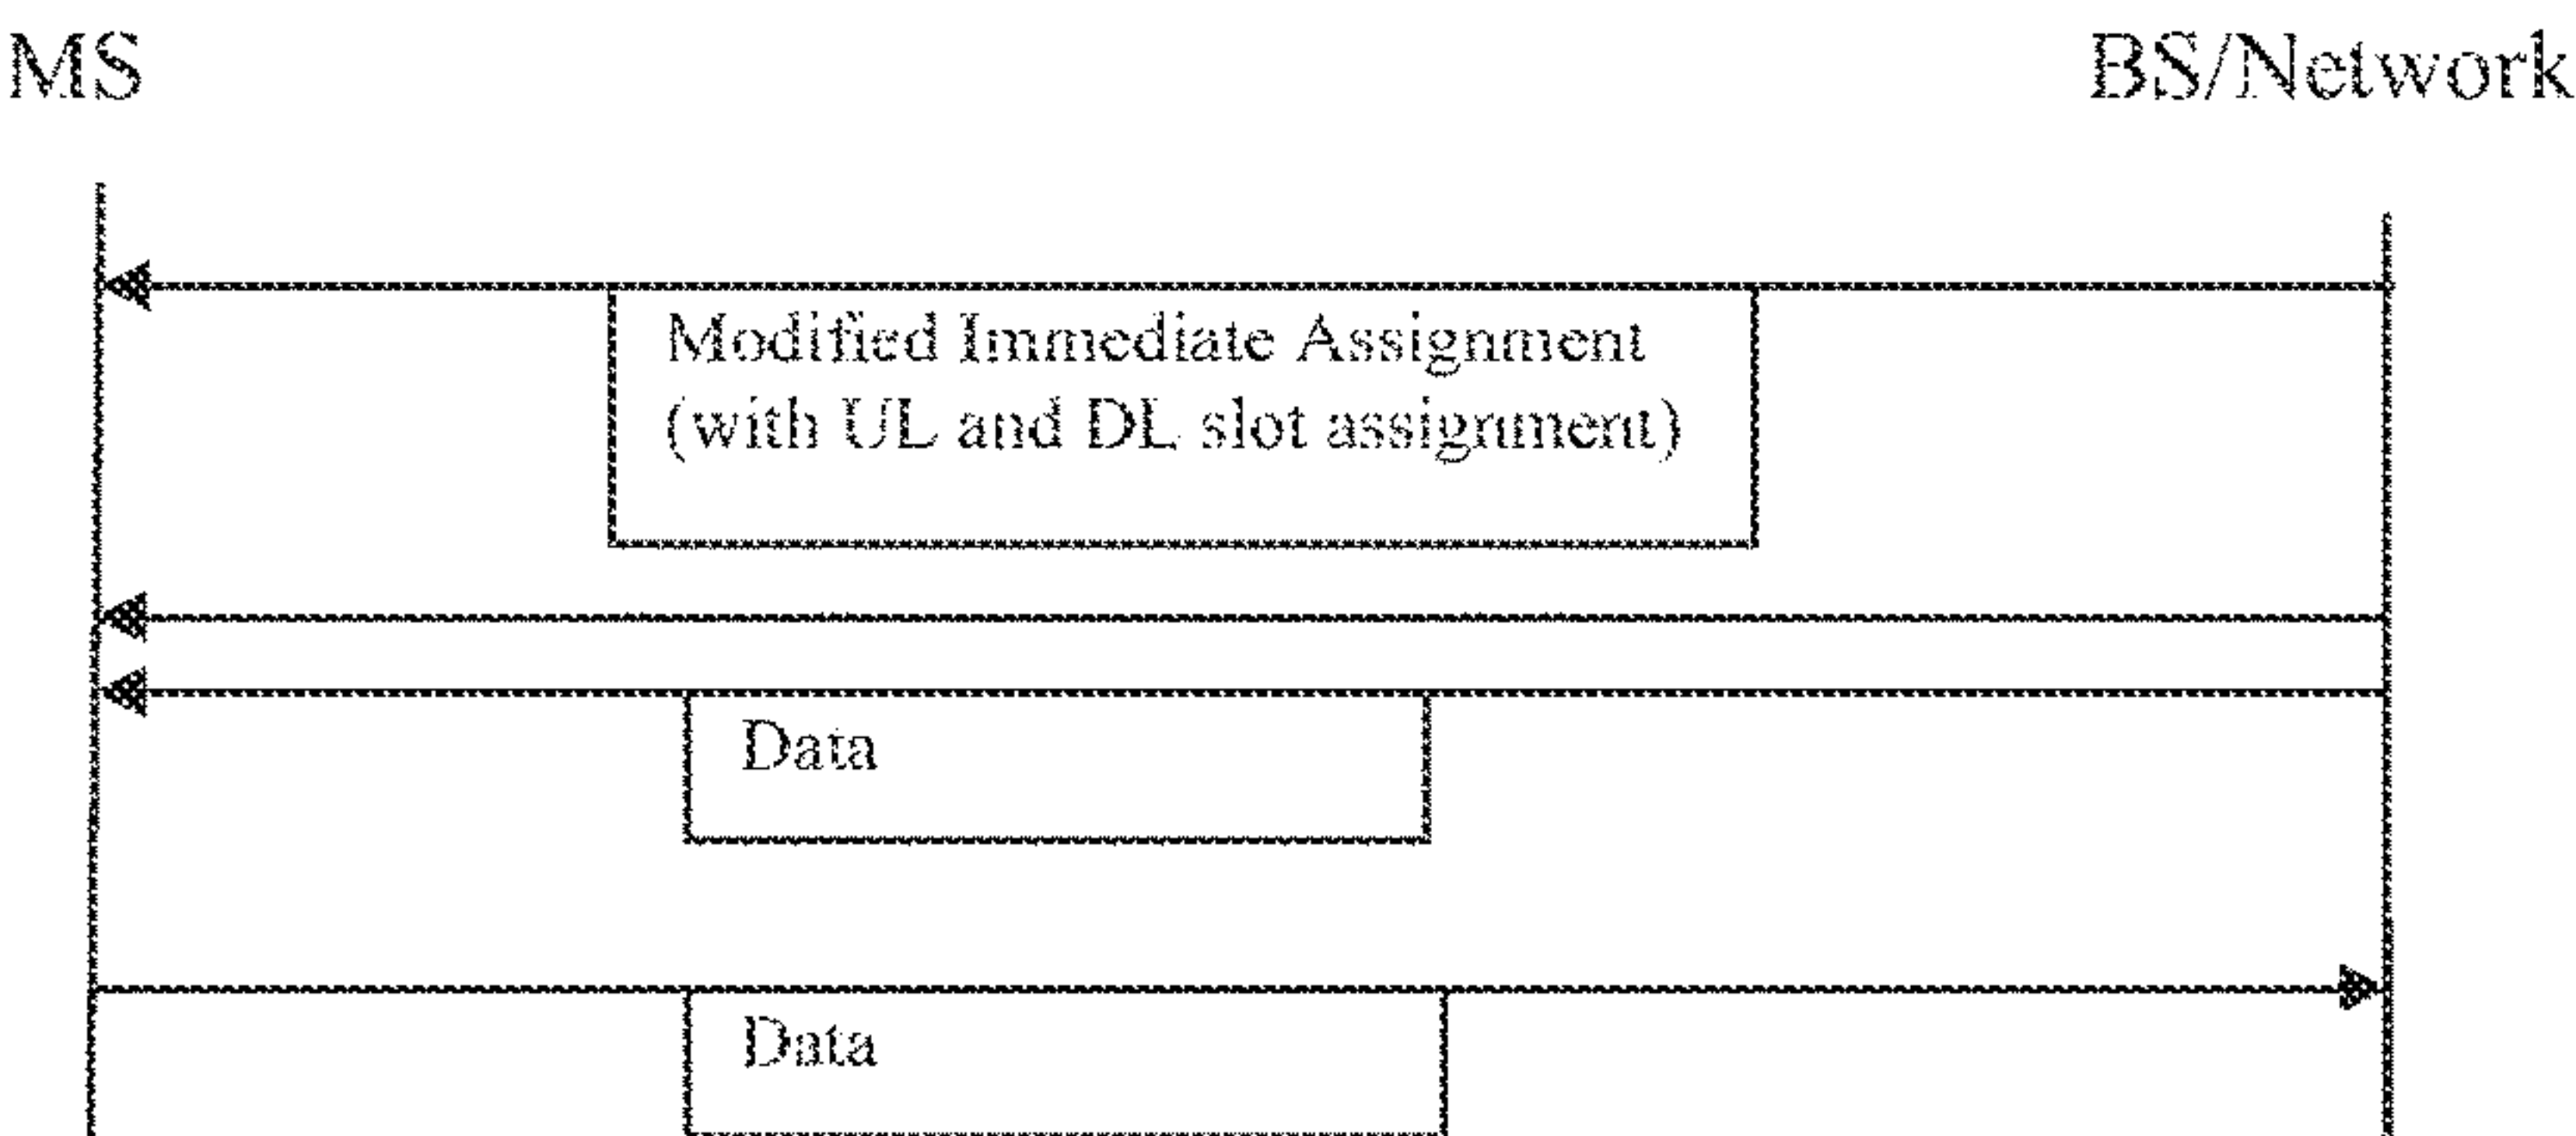 MS
BS/Network
Modified Immediate Assignment
(with UL and DL slot assignment)
Data
Data